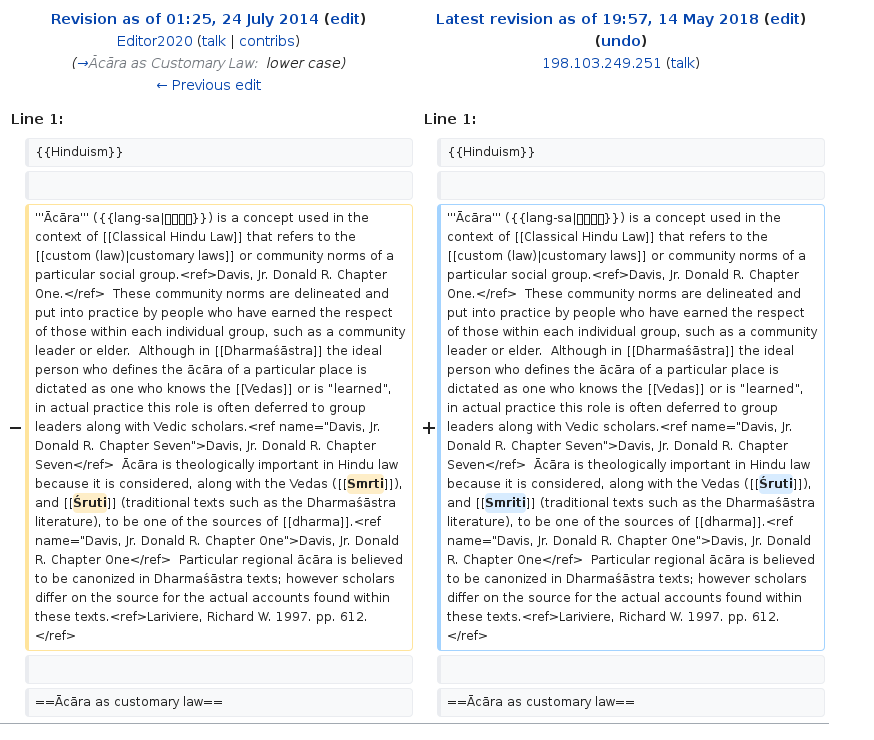 Revision as of 01:25, 24 July 2014 (edit)
Editor2020 (talk | contribs)
(→Ācāra as Customary Law: lower case)
← Previous edit
Latest revision as of 19:57, 14 May 2018 (edit)
(undo)
198.103.249.251 (talk)
Line 1:
Line 1:
{{Hinduism}}
{{Hinduism}}
−
'''Ācāra''' ({{lang-sa|}}) is a concept used in the
context of [[Classical Hindu Law]] that refers to the
[[custom (law)|customary laws]] or community norms of a
particular social group.<ref>Davis, Jr. Donald R. Chapter
One.</ref>  These community norms are delineated and
put into practice by people who have earned the respect
of those within each individual group, such as a community
leader or elder.  Although in [[Dharmaśāstra]] the ideal
person who defines the ācāra of a particular place is
dictated as one who knows the [[Vedas]] or is "learned",
in actual practice this role is often deferred to group
leaders along with Vedic scholars.<ref name="Davis, Jr.
Donald R. Chapter Seven">Davis, Jr. Donald R. Chapter
Seven</ref>  Ācāra is theologically important in Hindu law
because it is considered, along with the Vedas ([[Smrti]]),
and [[Śruti]] (traditional texts such as the Dharmaśāstra
literature), to be one of the sources of [[dharma]].<ref
name="Davis, Jr. Donald R. Chapter One">Davis, Jr. Donald
R. Chapter One</ref>  Particular regional ācāra is believed
to be canonized in Dharmaśāstra texts; however scholars
differ on the source for the actual accounts found within
these texts.<ref>Lariviere, Richard W. 1997. pp. 612.
</ref>
+
'''Ācāra''' ({{lang-sa|}}) is a concept used in the
context of [[Classical Hindu Law]] that refers to the
[[custom (law)|customary laws]] or community norms of a
particular social group.<ref>Davis, Jr. Donald R. Chapter
One.</ref>  These community norms are delineated and
put into practice by people who have earned the respect
of those within each individual group, such as a community
leader or elder.  Although in [[Dharmaśāstra]] the ideal
person who defines the ācāra of a particular place is
dictated as one who knows the [[Vedas]] or is "learned",
in actual practice this role is often deferred to group
leaders along with Vedic scholars.<ref name="Davis, Jr.
Donald R. Chapter Seven">Davis, Jr. Donald R. Chapter
Seven</ref>  Ācāra is theologically important in Hindu law
because it is considered, along with the Vedas ([[Śruti]]),
and [[Smriti]] (traditional texts such as the Dharmaśāstra
literature), to be one of the sources of [[dharma]].<ref
name="Davis, Jr. Donald R. Chapter One">Davis, Jr. Donald
R. Chapter One</ref>  Particular regional ācāra is believed
to be canonized in Dharmaśāstra texts; however scholars
differ on the source for the actual accounts found within
these texts.<ref>Lariviere, Richard W. 1997. pp. 612.
</ref>
==Ācāra as customary law==
==Ācāra as customary law==